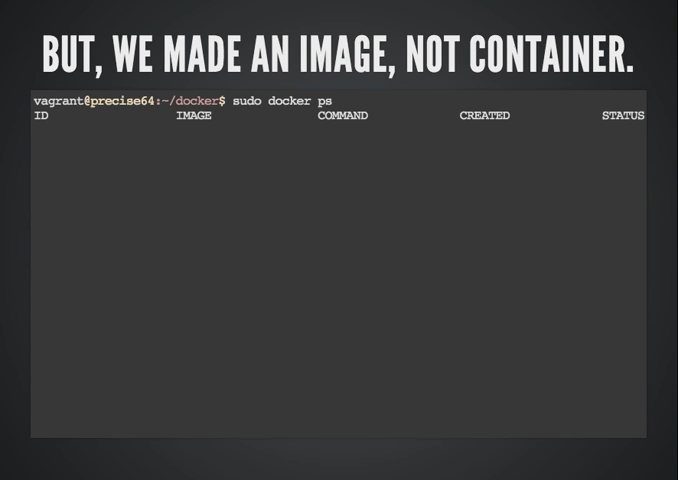 BUT, WE MADE AN IMAGE, NOT CONTAINER.
vagrant@precise64:~/docker$ sudo docker ps
ID IMAGE COMMAND CREATED STATUS